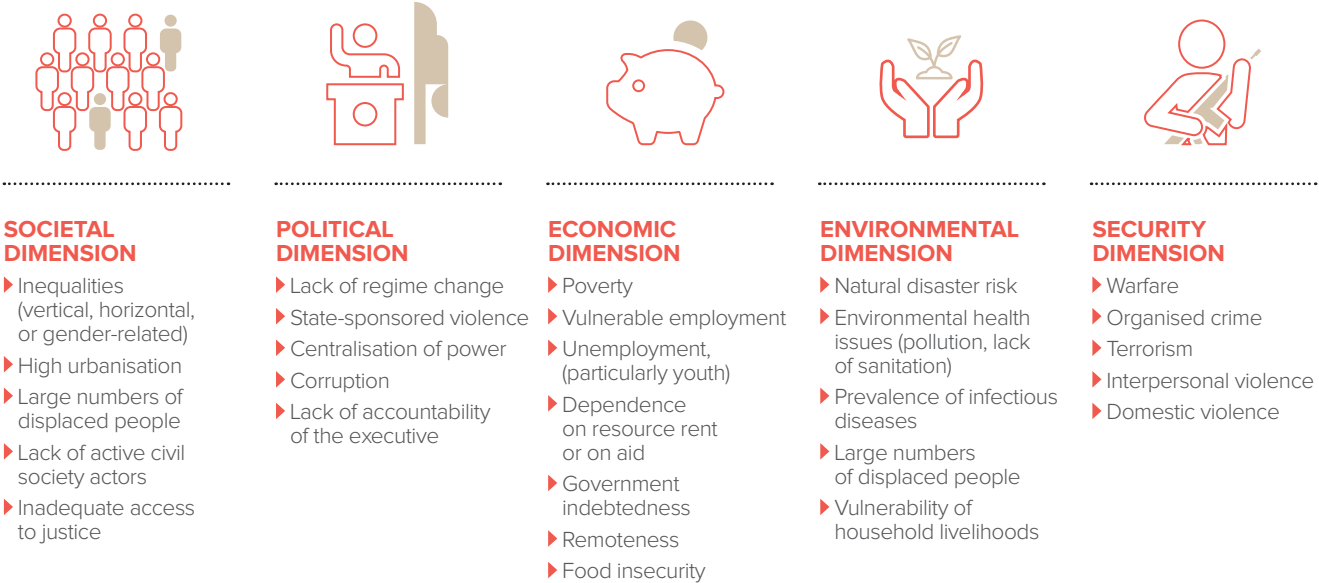 SOCIETAL
DIMENSION
Inequalities
(vertical, horizontal,
or gender-related)
High urbanisation
Large numbers of
displaced people
Lack of active civil
society actors
Inadequate access
to justice
POLITICAL
DIMENSION
Lack of regime change
State-sponsored violence
Centralisation of power
Corruption
Lack of accountability
of the executive
ECONOMIC
DIMENSION
Poverty
Vulnerable employment
Unemployment,
(particularly youth)
Dependence
on resource rent
or on aid
Government
indebtedness
Remoteness
Food insecurity
ENVIRONMENTAL
DIMENSION
Natural disaster risk
Environmental health
issues (pollution, lack
of sanitation)
Prevalence of infectious
diseases
Large numbers
of displaced people
Vulnerability of
household livelihoods
SECURITY
DIMENSION
Warfare
Organised crime
Terrorism
Interpersonal violence
Domestic violence